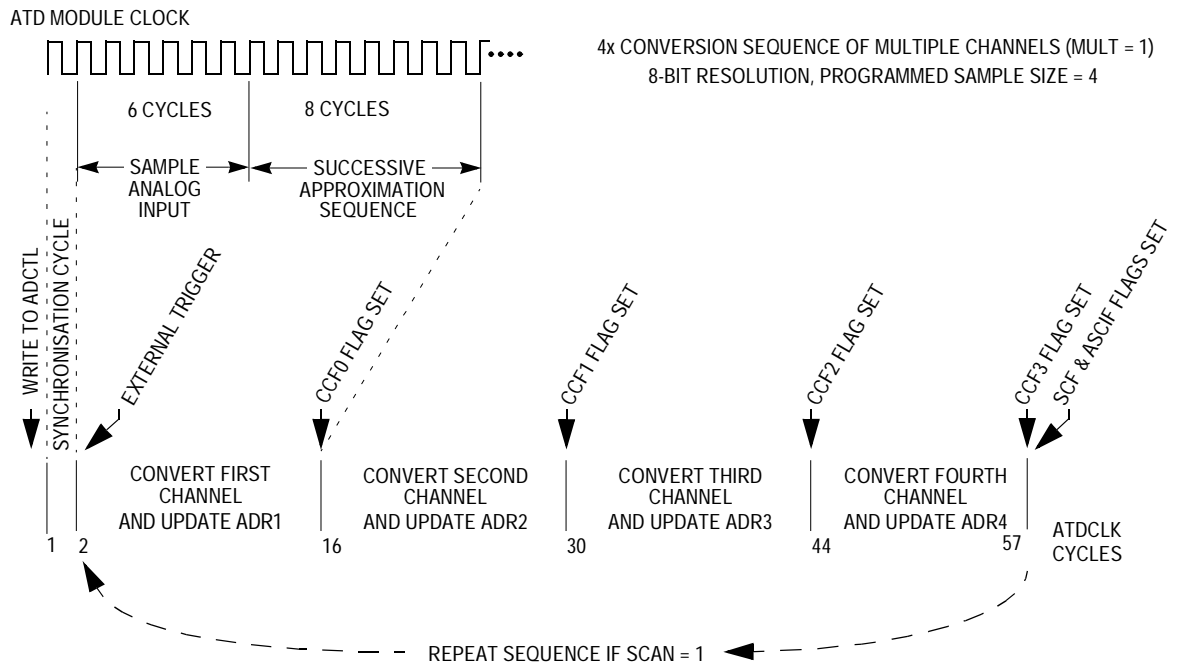 ATD MODULE CLOCK
4x CONVERSION SEQUENCE OF MULTIPLE CHANNELS (MULT = 1)
8-BIT RESOLUTION, PROGRAMMED SAMPLE SIZE = 4
6 CYCLES
8 CYCLES
SAMPLE
ANALOG
INPUT
SUCCESSIVE
APPROXIMATION
SEQUENCE
WRITE TO ADCTL
SYNCHRONISATION CYCLE
EXTERNAL TRIGGER
CCF0 FLAG SET
CCF1 FLAG SET
CCF2 FLAG SET
CCF3 FLAG SET
SCF & ASCIF FLAGS SET
CONVERT FIRST
CHANNEL
AND UPDATE ADR1
CONVERT SECOND
CHANNEL
AND UPDATE ADR2
CONVERT THIRD
CHANNEL
AND UPDATE ADR3
CONVERT FOURTH
CHANNEL
AND UPDATE ADR4
1
2
16
30
44
57
ATDCLK
CYCLES
REPEAT SEQUENCE IF SCAN = 1